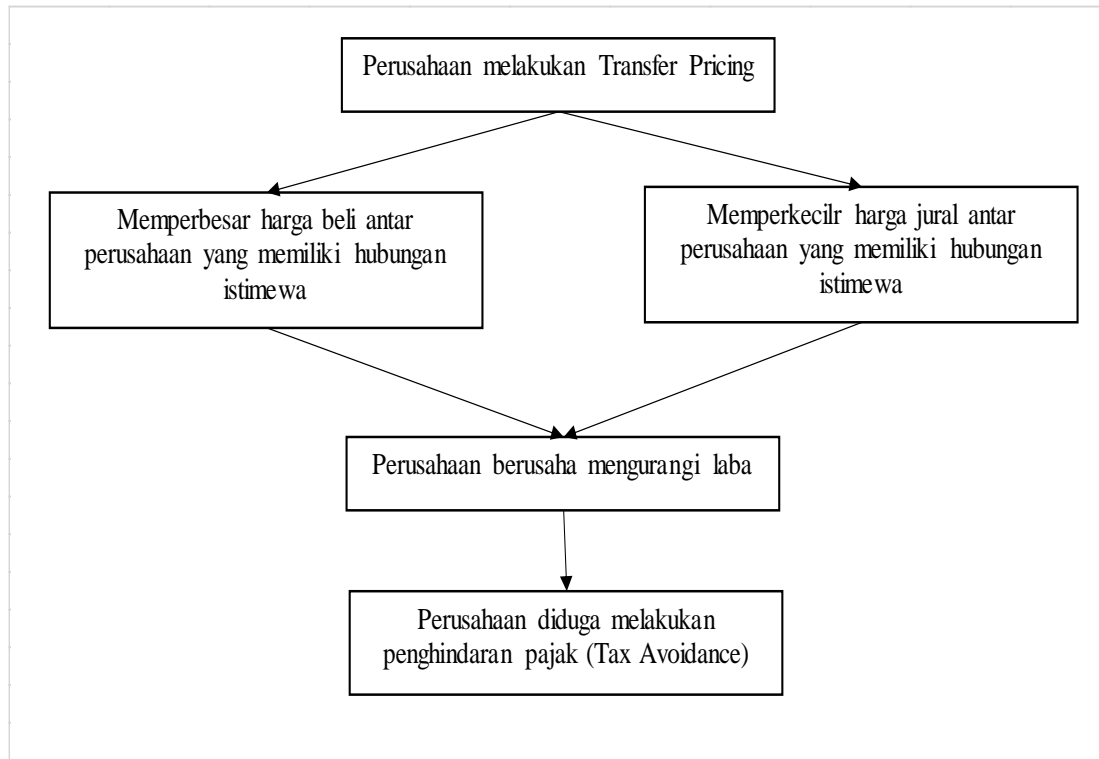 Perusahaan melakukan Transfer Pricing
Memperbesar harga beli antar
perusahaan yang memiliki hubungan
istimewa
Memperkecilr harga jural antar
perusahaan yang memiliki hubungan
istimewa
Perusahaan berusaha mengurangi laba
Perusahaan diduga melakukan
penghindaran pajak (Tax Avoidance)